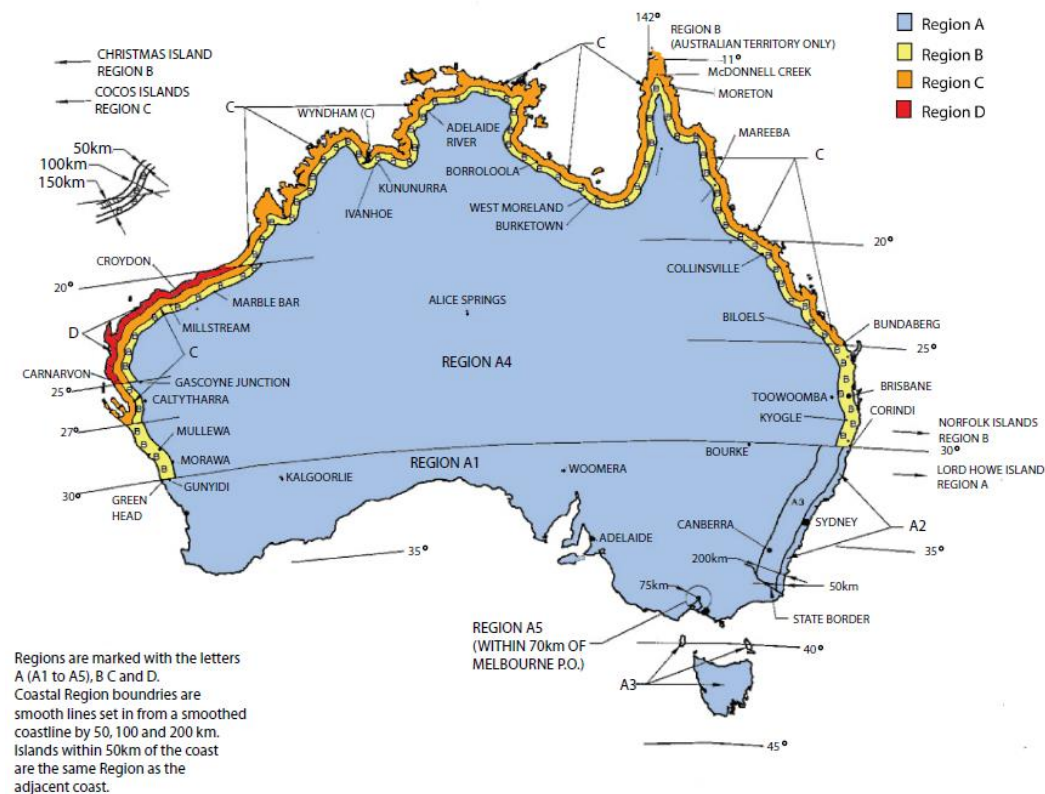 142°
REGION B
(AUSTRALIAN TERRITORY ONLY)
C
11°
McDONNELL CREEK
MORETON
Region A
Region B
Region C
Region D
CHRISTMAS ISLAND
REGION B
COCOS ISLANDS
REGION C
C
WYNDHAM (C)
ADELAIDE
RIVER
MAREEBA
C
50km
100km
150km
BORROLOOLA
KUNUNURRA
IVANHOE
WEST MORELAND
BURKETOWN
20°
COLLINSVILLE
CROYDON
20°
MARBLE BAR
ALICE SPRINGS
MILLSTREAM
BILOELS
BUNDABERG
D
C
25°
REGION A4
CARNARVON
GASCOYNE JUNCTION
25°
CALTYTHARRA
TOOWOOMBA
BRISBANE
KYOGLE
CORINDI
27°
MULLEWA
NORFOLK ISLANDS
REGION B
30°
BOURKE
MORAWA
REGION A1
WOOMERA
LORD HOWE ISLAND
REGION A
30°
GUNYIDI
KALGOORLIE
GREEN
HEAD
A3
CANBERRA
SYDNEY
A2
ADELAIDE
35°
35°
200km
75km
50km
STATE BORDER
REGION A5
(WITHIN 70km OF
MELBOURNE P.O.)
40°
A3
45°
Regions are marked with the letters
A (A1 to A5), B C and D.
Coastal Region boundries are
smooth lines set in from a smoothed
coastline by 50, 100 and 200 km.
Islands within 50km of the coast
are the same Region as the
adjacent coast.